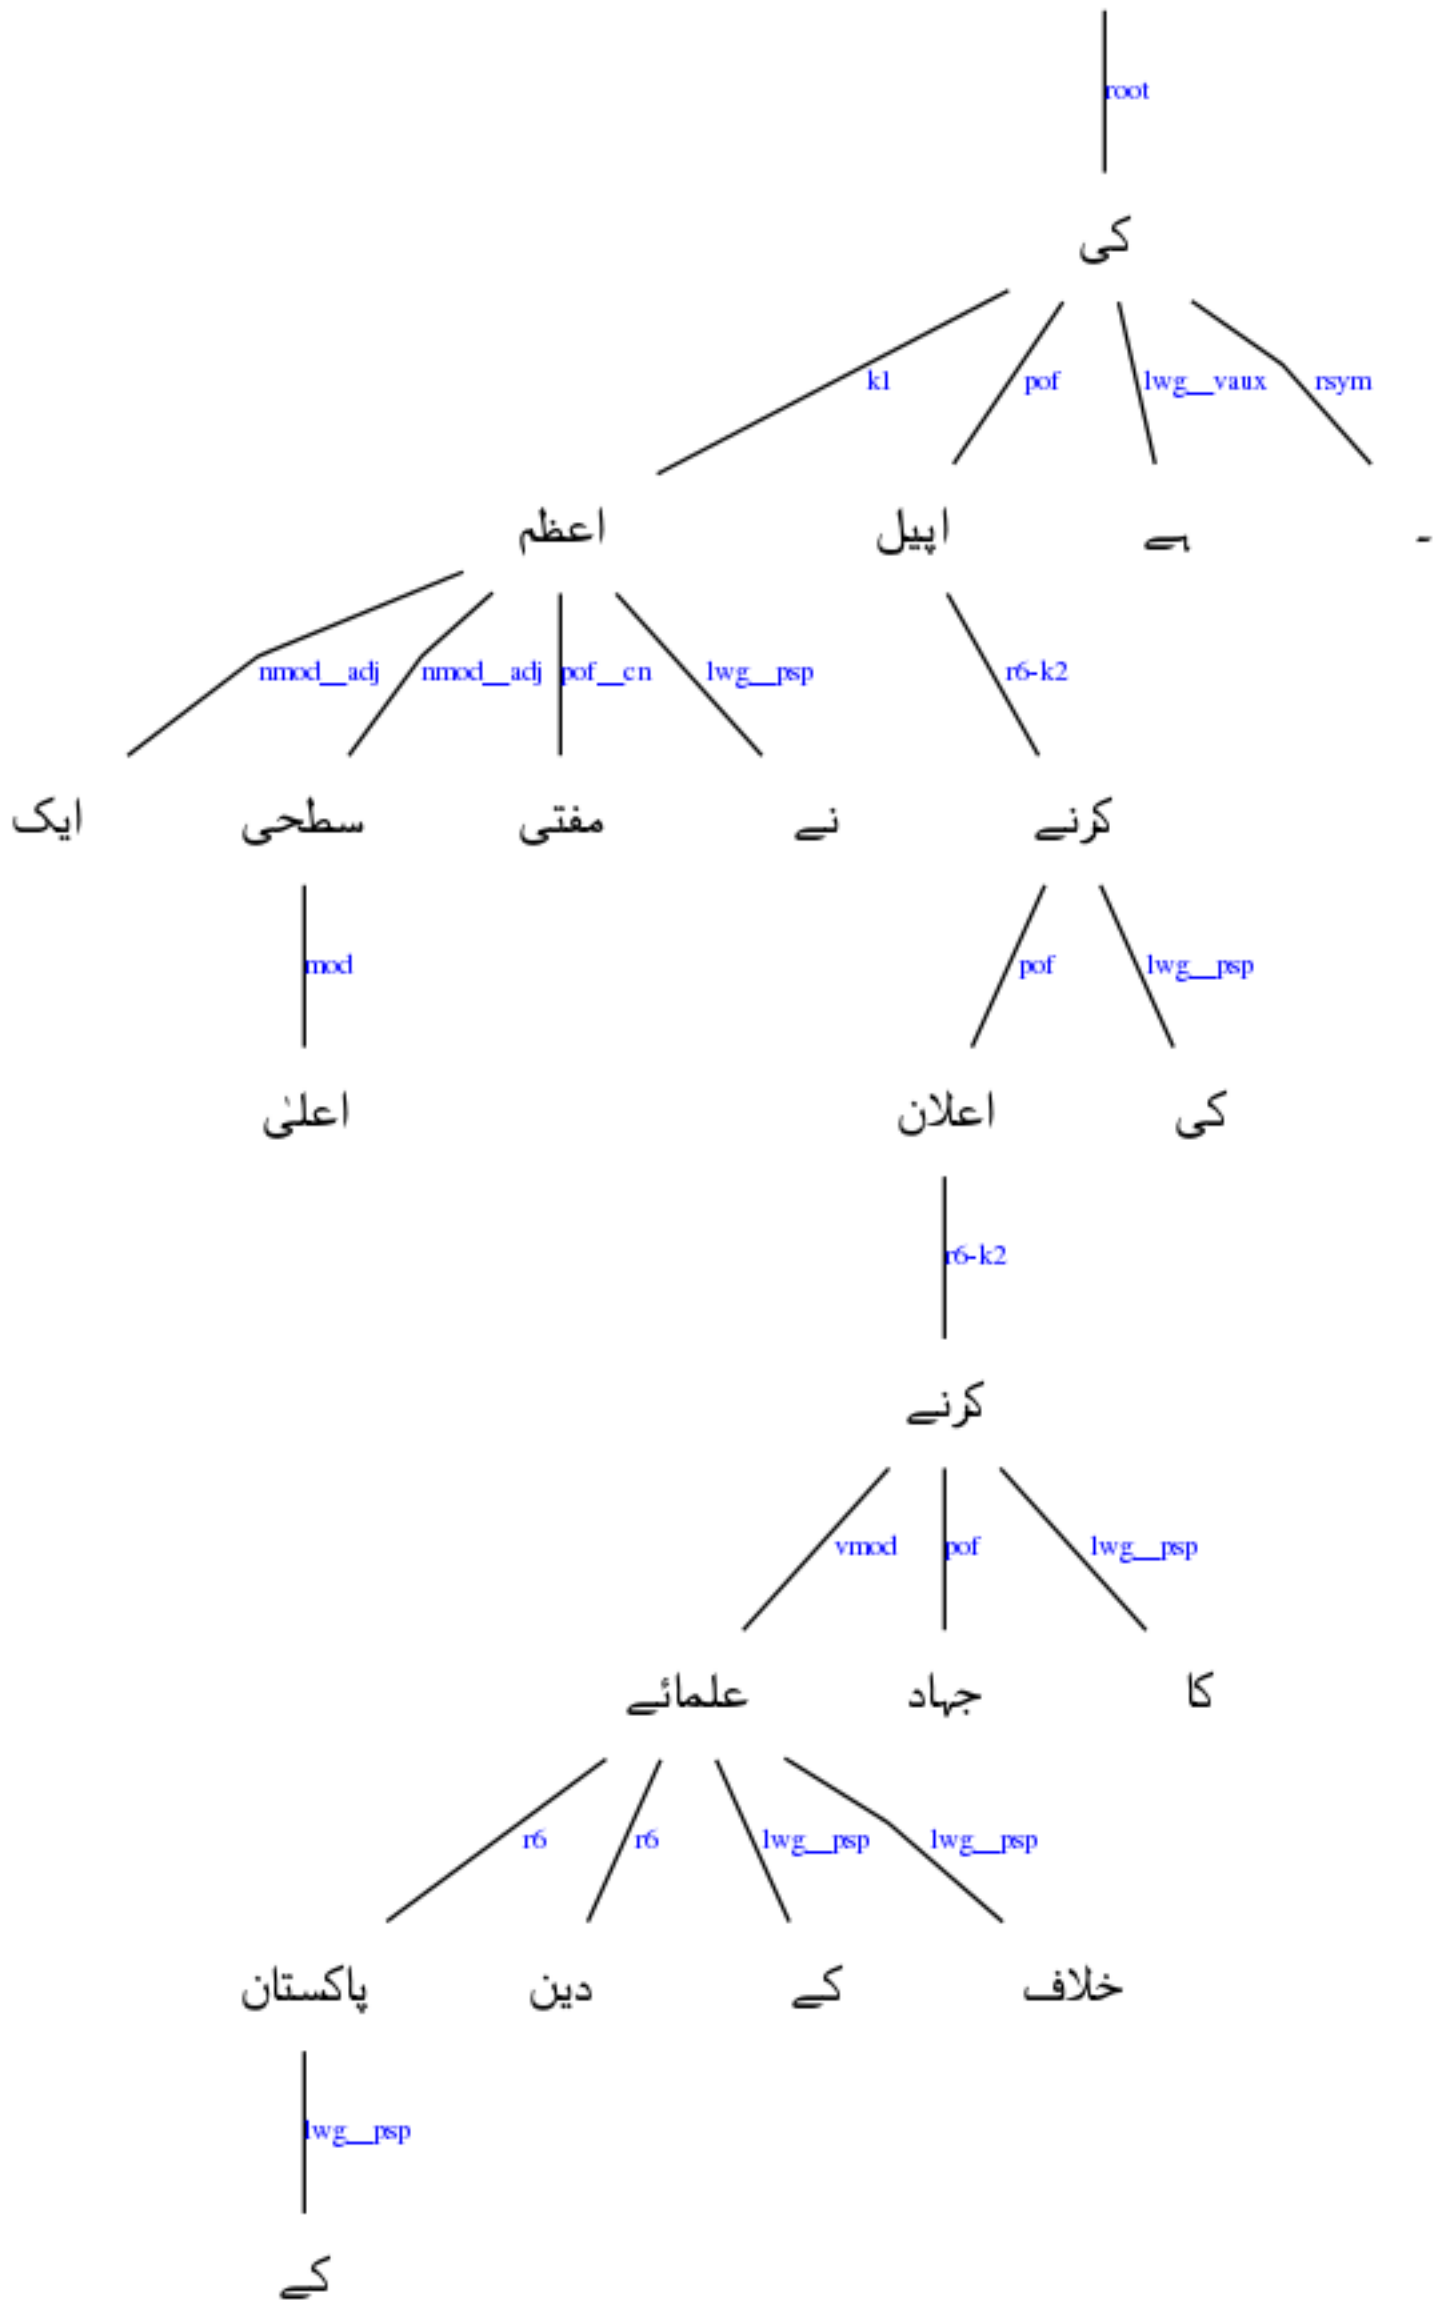 root
کی
k1 pof lwg__vaux rsym
اعظہ اپیل ہے ۔
nmod__adj nmod__adj pof__cn lwg__psp r6-k2
ایک سطحی مفتی نے کرنے
mod pof lwg__psp
اعلیٰ اعلان کی
r6-k2
کرنے
vmod pof lwg__psp
علمائے جہاد کا
r6 r6 lwg__psp lwg__psp
پاکستان دین کے خلاف
lwg__psp
کے